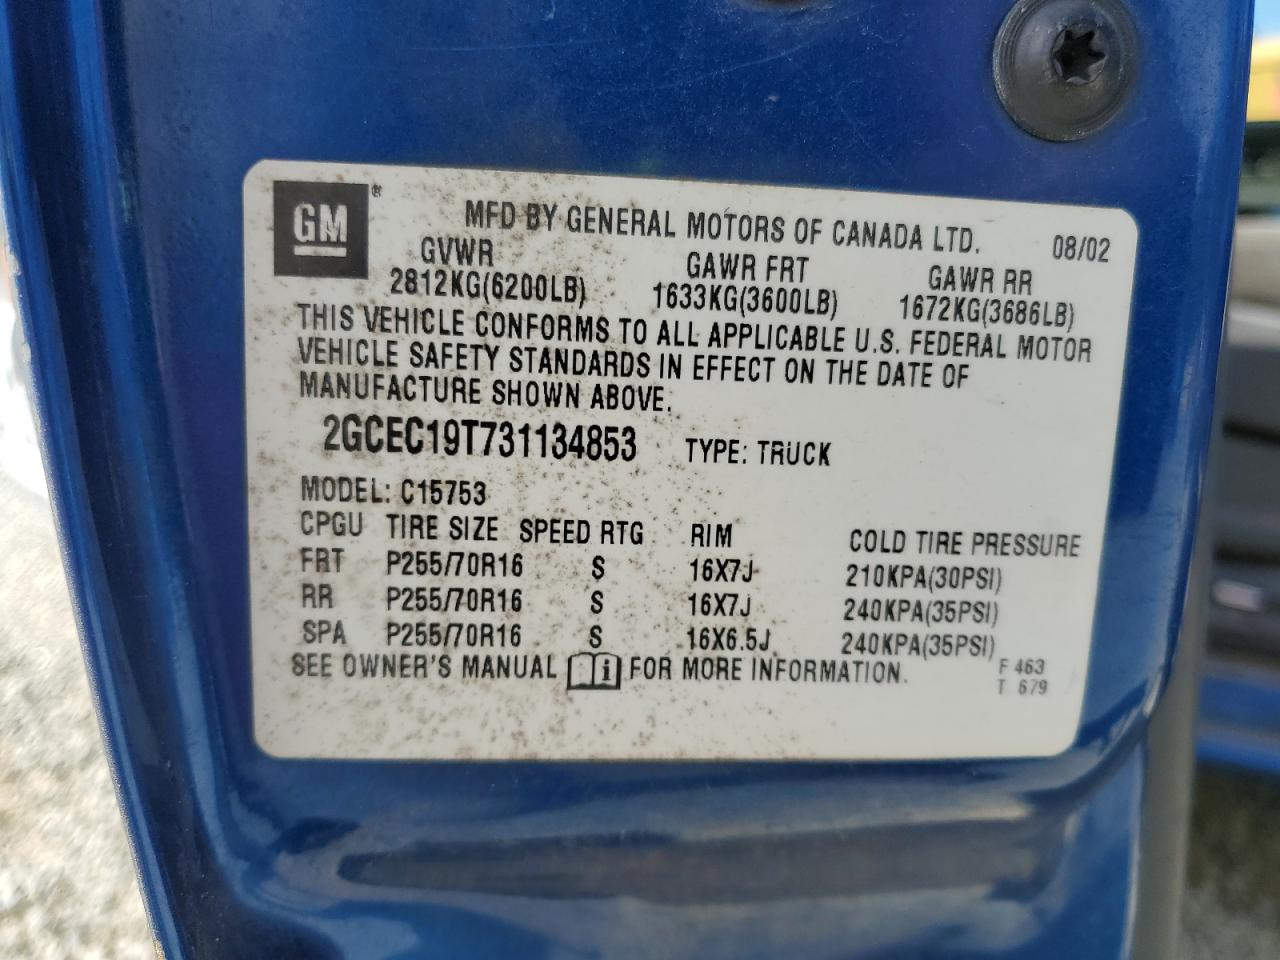 GM®
MFD BY GENERAL MOTORS OF CANADA LTD. 08/02
GVWR GAWR FRT GAWR RR
2812KG(6200LB) 1633KG(3600LB) 1672KG(3686LB)
THIS VEHICLE CONFORMS TO ALL APPLICABLE U.S. FEDERAL MOTOR
VEHICLE SAFETY STANDARDS IN EFFECT ON THE DATE OF
MANUFACTURE SHOWN ABOVE.
2GCEC19T731134853 TYPE: TRUCK
MODEL: C15753
CPGU TIRE SIZE SPEED RTG RIM COLD TIRE PRESSURE
FRT P255/70R16 S 16X7J 210KPA(30PSI)
RR P255/70R16 S 16X7J 240KPA(35PSI)
SPA P255/70R16 S 16X6.5J 240KPA(35PSI)
SEE OWNER'S MANUAL i FOR MORE INFORMATION.
F 463
T 679